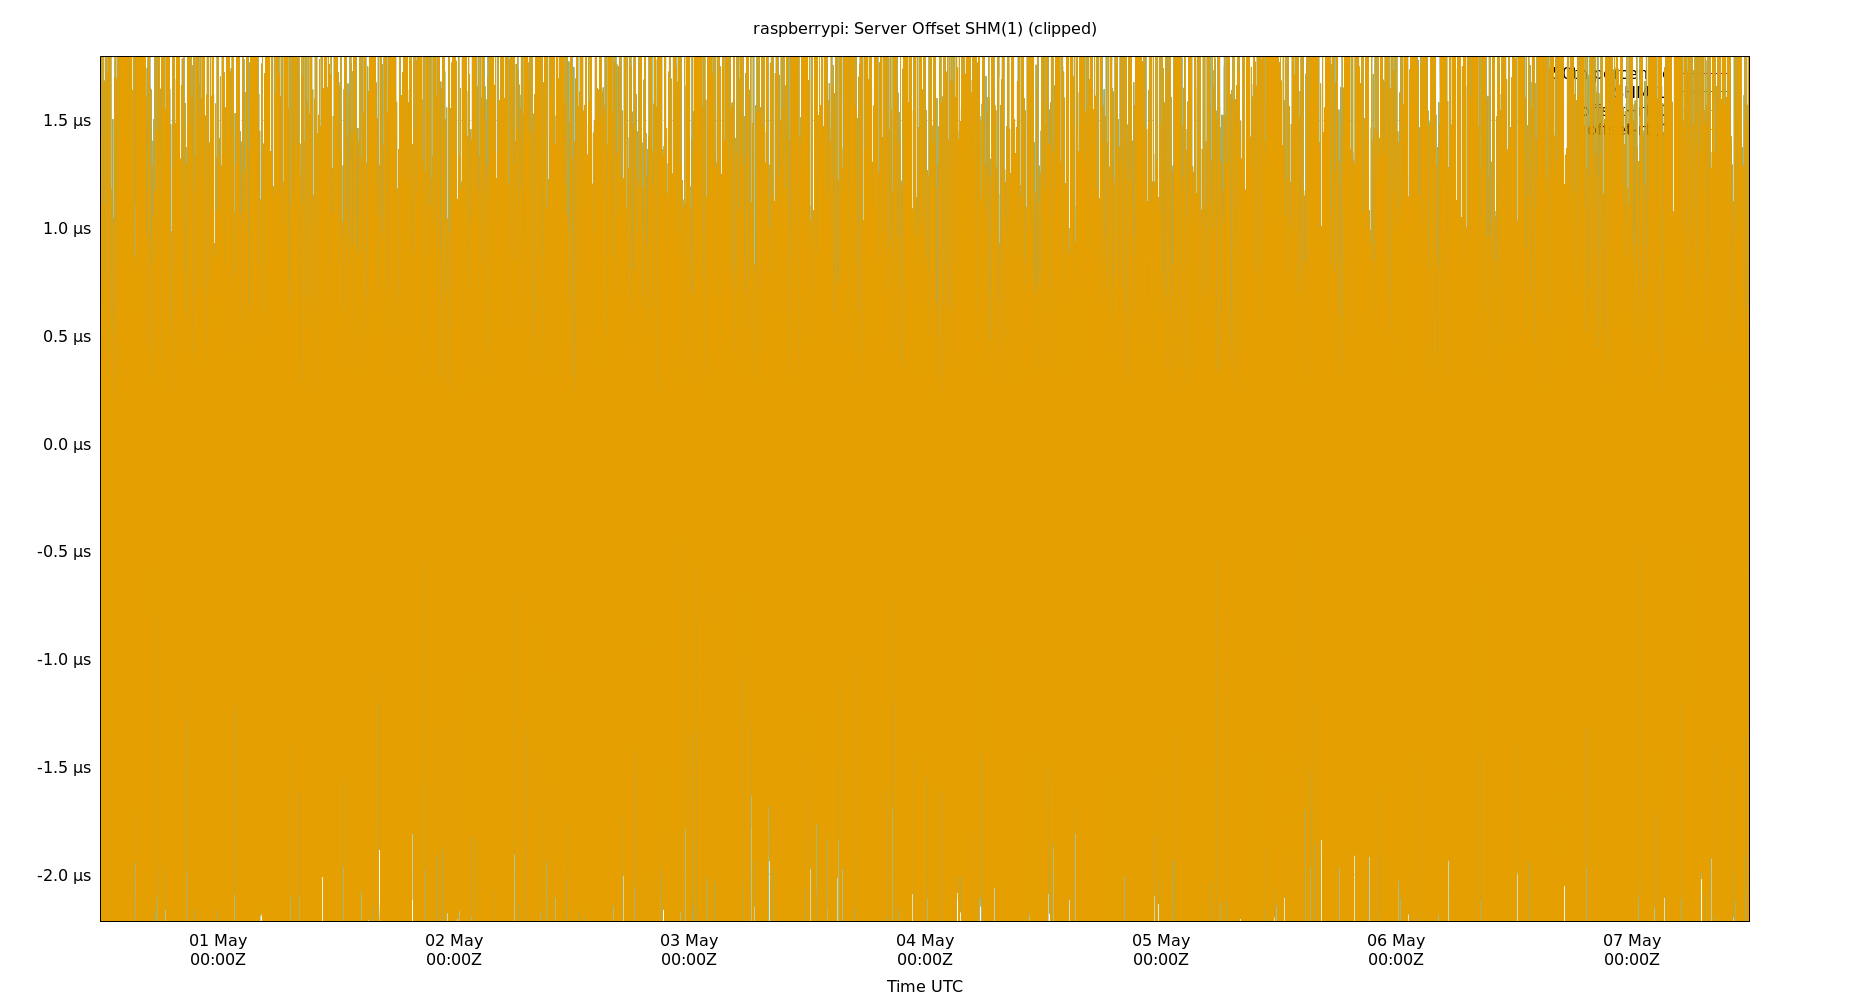 raspberrypi: Server Offset SHM(1) (clipped)
1.5 µs
1.0 µs
0.5 µs
0.0 µs
-0.5 µs
-1.0 µs
-1.5 µs
-2.0 µs
01 May 02 May 03 May 04 May 05 May 06 May 07 May
00:00Z 00:00Z 00:00Z 00:00Z 00:00Z 00:00Z 00:00Z
Time UTC